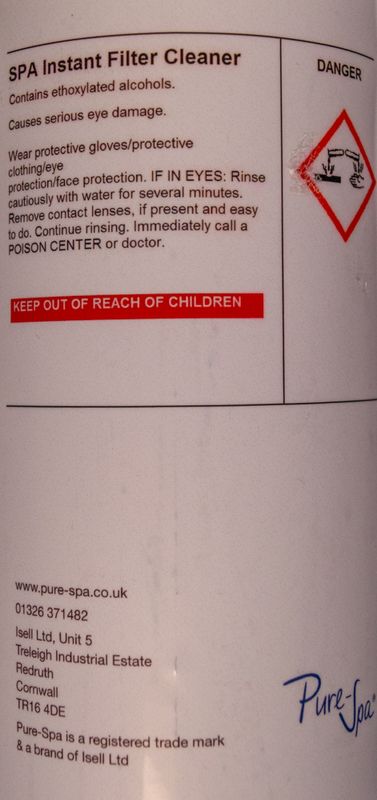 SPA Instant Filter Cleaner
Contains ethoxylated alcohols.
Causes serious eye damage.
Wear protective gloves/protective
clothing/eye
protection/face protection. IF IN EYES: Rinse
cautiously with water for several minutes.
Remove contact lenses, if present and easy
to do. Continue rinsing. Immediately call a
POISON CENTER or doctor.
KEEP OUT OF REACH OF CHILDREN
DANGER
www.pure-spa.co.uk
01326 371482
Isell Ltd, Unit 5
Treleigh Industrial Estate
Redruth
Cornwall
TR16 4DE
Pure-Spa is a registered trade mark
& a brand of Isell Ltd
Pure-
Spa®